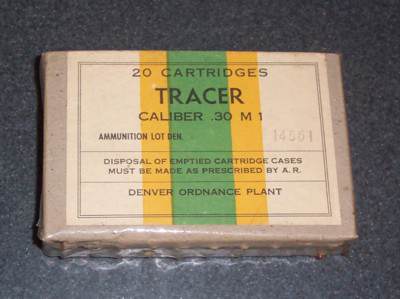 20 CARTRIDGES
TRACER
CALIBER .30 M 1
AMMUNITION LOT DEN. 14561
DISPOSAL OF EMPTIED CARTRIDGE CASES
MUST BE MADE AS PRESCRIBED BY A.R.
DENVER ORDNANCE PLANT